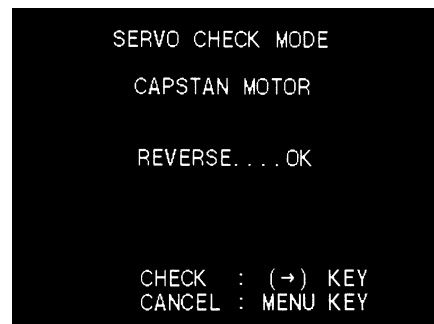 SERVO CHECK MODE
CAPSTAN MOTOR
REVERSE....OK
CHECK : (→) KEY
CANCEL : MENU KEY